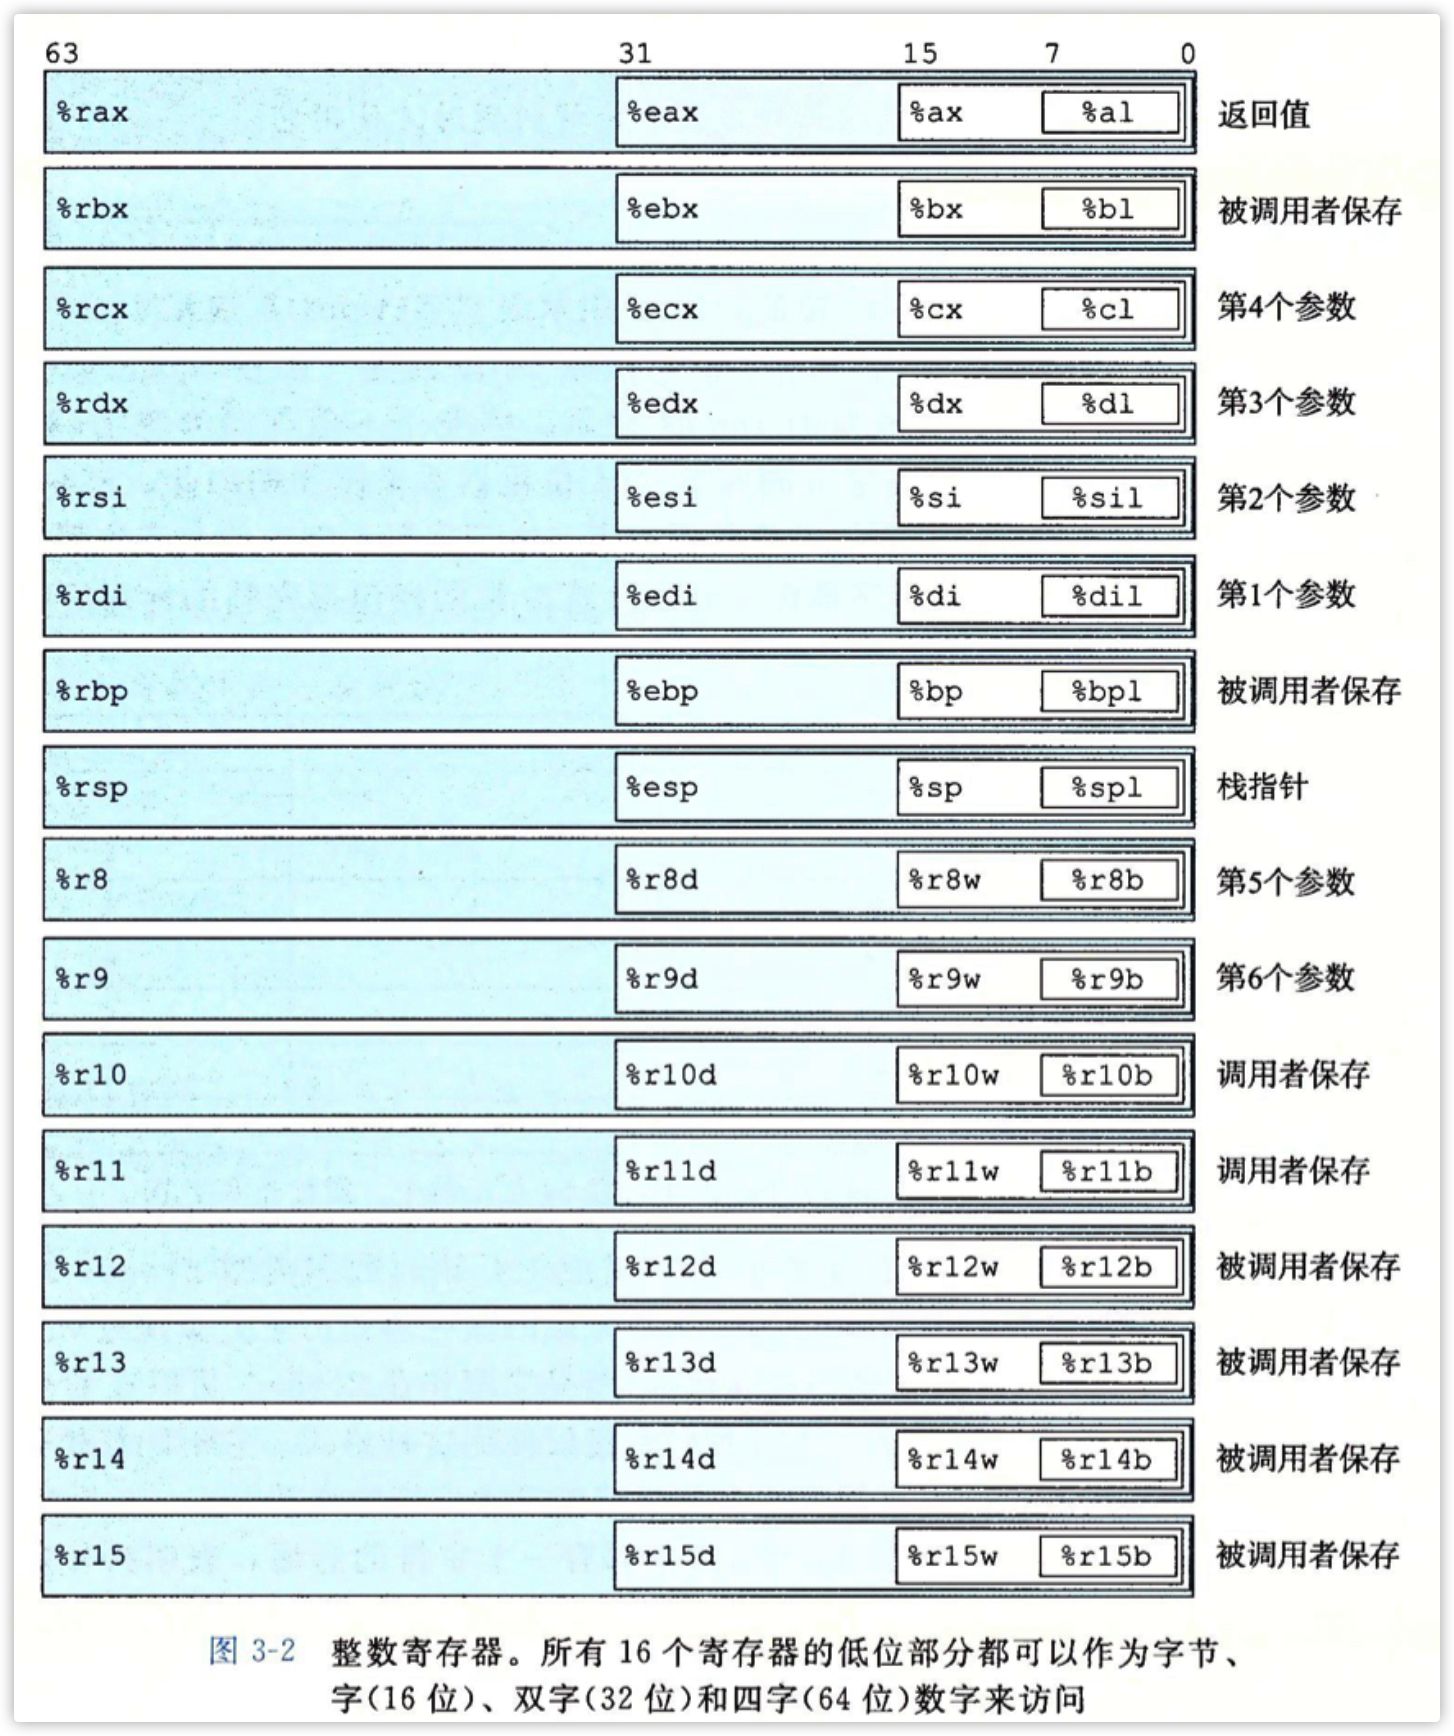 63 31 15 7 0
%rax %eax %ax %al 返回值
%rbx %ebx %bx %bl 被调用者保存
%rcx %ecx %cx %cl 第4个参数
%rdx %edx %dx %dl 第3个参数
%rsi %esi %si %sil 第2个参数
%rdi %edi %di %dil 第1个参数
%rbp %ebp %bp %bpl 被调用者保存
%rsp %esp %sp %spl 栈指针
%r8 %r8d %r8w %r8b 第5个参数
%r9 %r9d %r9w %r9b 第6个参数
%r10 %r10d %r10w %r10b 调用者保存
%r11 %r11d %r11w %r11b 调用者保存
%r12 %r12d %r12w %r12b 被调用者保存
%r13 %r13d %r13w %r13b 被调用者保存
%r14 %r14d %r14w %r14b 被调用者保存
%r15 %r15d %r15w %r15b 被调用者保存
图 3-2 整数寄存器。所有 16 个寄存器的低位部分都可以作为字节、
字(16 位)、双字(32 位)和四字(64 位)数字来访问